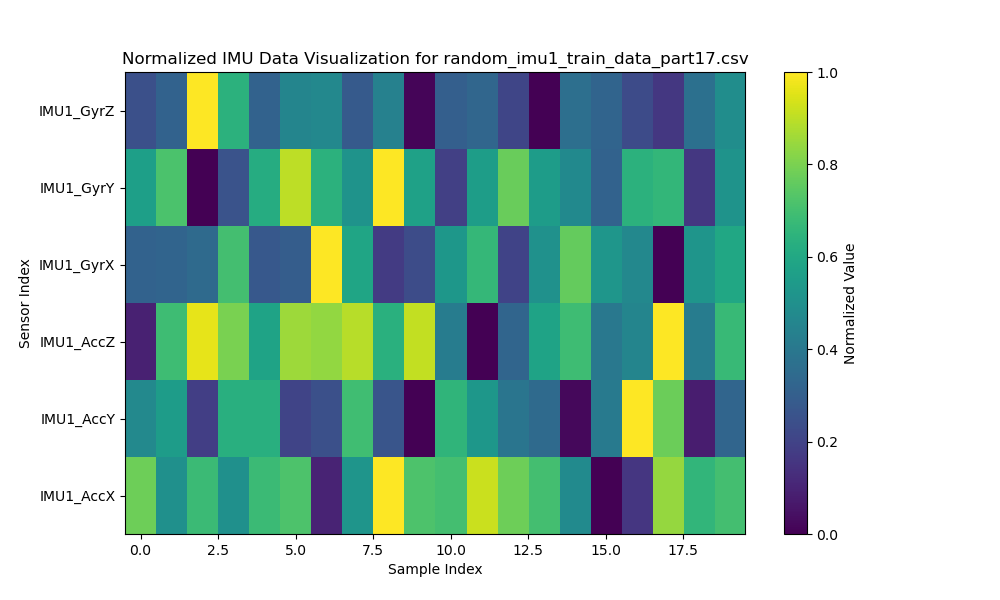 Normalized IMU Data Visualization for random_imu1_train_data_part17.csv
IMU1_GyrZ
IMU1_GyrY
IMU1_GyrX
IMU1_AccZ
IMU1_AccY
IMU1_AccX
Sensor Index
0.0
2.5
5.0
7.5
10.0
12.5
15.0
17.5
Sample Index
1.0
0.8
0.6
0.4
0.2
0.0
Normalized Value